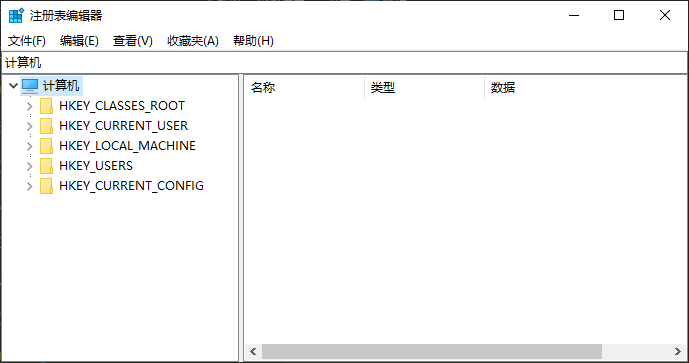 注册表编辑器
文件(F) 编辑(E) 查看(V) 收藏夹(A) 帮助(H)
计算机
计算机
HKEY_CLASSES_ROOT
HKEY_CURRENT_USER
HKEY_LOCAL_MACHINE
HKEY_USERS
HKEY_CURRENT_CONFIG
名称 类型 数据